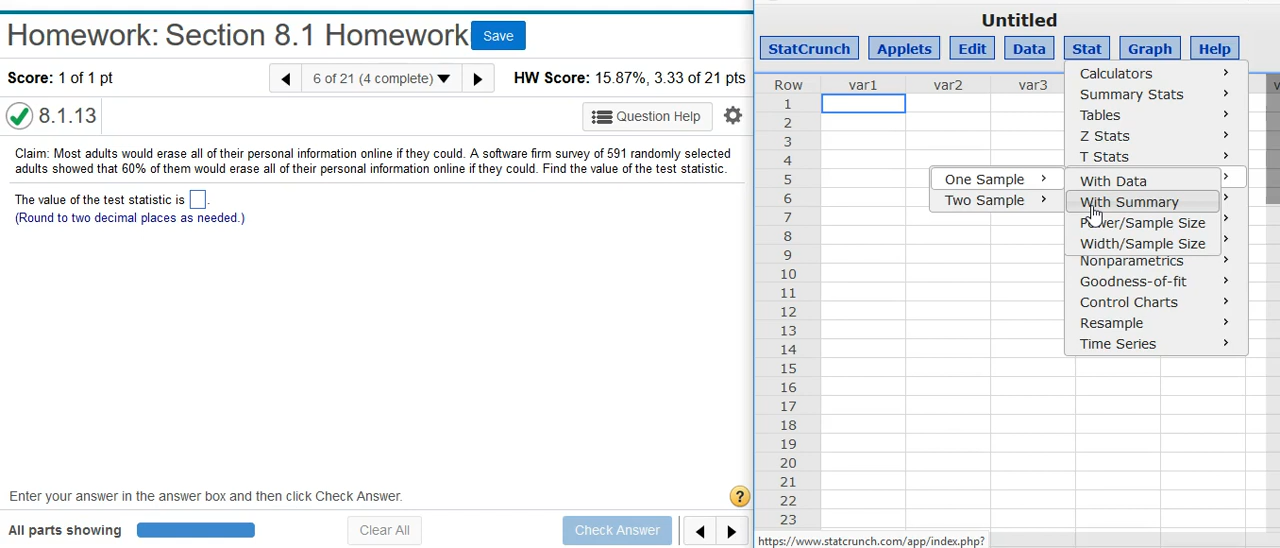 Homework: Section 8.1 Homework
Save
Score: 1 of 1 pt
6 of 21 (4 complete)
HW Score: 15.87%, 3.33 of 21 pts
8.1.13
Question Help
Claim: Most adults would erase all of their personal information online if they could. A software firm survey of 591 randomly selected
adults showed that 60% of them would erase all of their personal information online if they could. Find the value of the test statistic.
The value of the test statistic is .
(Round to two decimal places as needed.)
Enter your answer in the answer box and then click Check Answer.
?
All parts showing
Clear All
Check Answer
Untitled
StatCrunch
Applets
Edit
Data
Stat
Graph
Help
Row
var1
var2
var3
1
2
3
4
5
6
7
8
9
10
11
12
13
14
15
16
17
18
19
20
21
22
23
Calculators
Summary Stats
Tables
Z Stats
T Stats
One Sample
Two Sample
With Data
With Summary
Power/Sample Size
Width/Sample Size
Nonparametrics
Goodness-of-fit
Control Charts
Resample
Time Series
https://www.statcrunch.com/app/index.php?